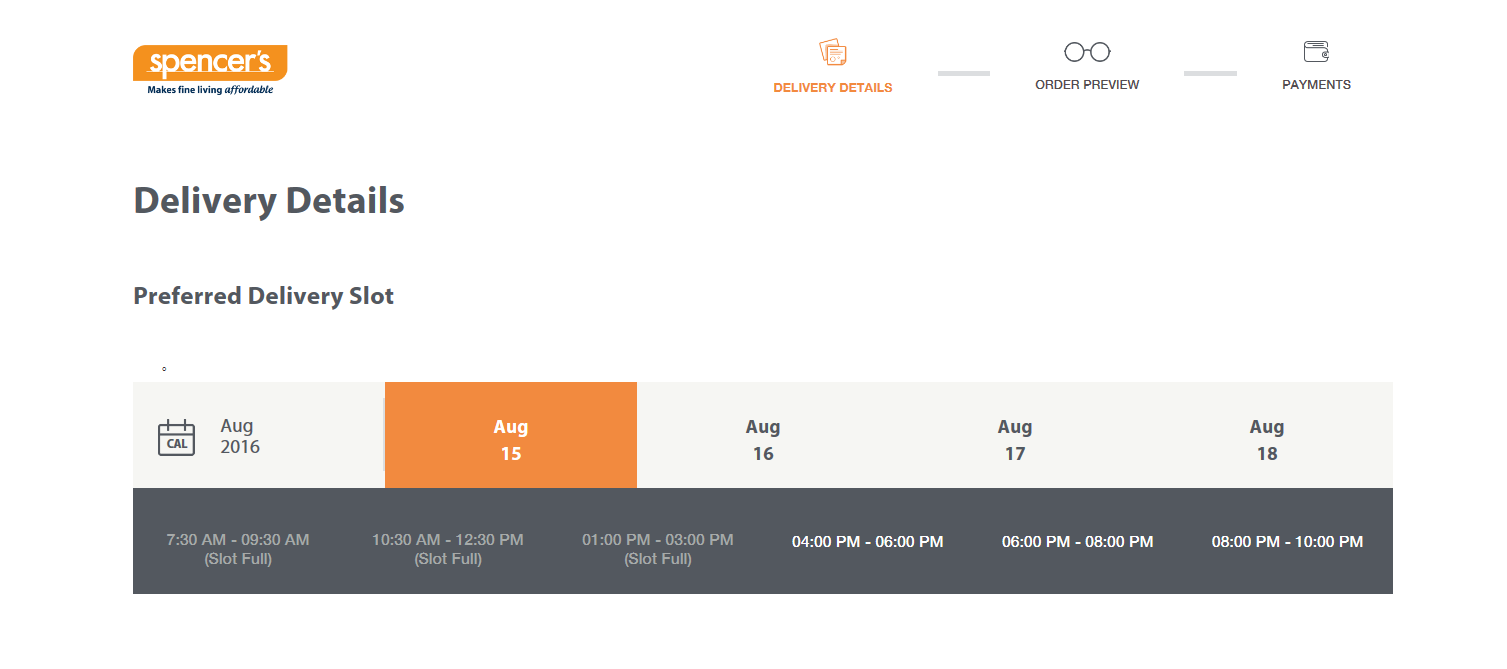 spencer's
Makes fine living affordable
DELIVERY DETAILS
ORDER PREVIEW
PAYMENTS
Delivery Details
Preferred Delivery Slot
CAL
Aug
2016
Aug
15
Aug
16
Aug
17
Aug
18
7:30 AM - 09:30 AM
(Slot Full)
10:30 AM - 12:30 PM
(Slot Full)
01:00 PM - 03:00 PM
(Slot Full)
04:00 PM - 06:00 PM
06:00 PM - 08:00 PM
08:00 PM - 10:00 PM